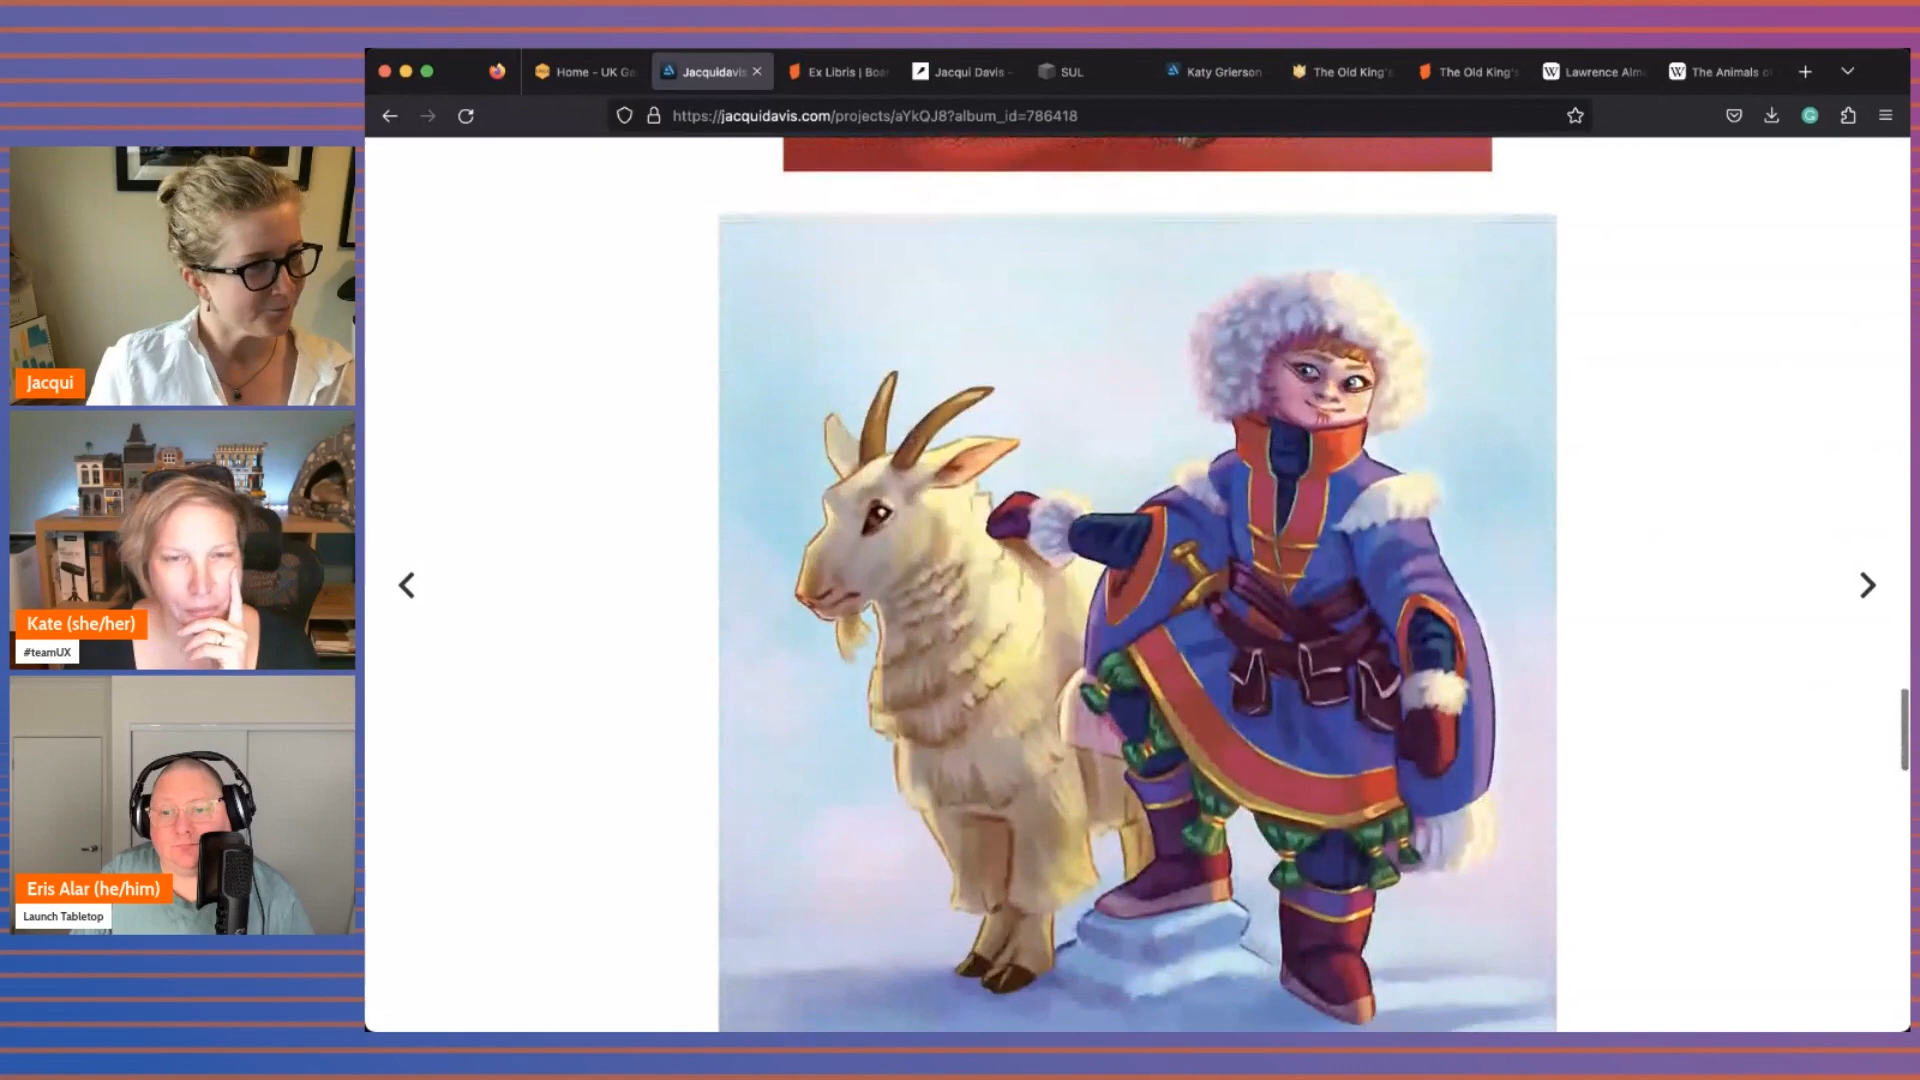 Home - UK Ga
Jacquidavis
Ex Libris | Boar
Jacqui Davis -
SUL
Katy Grierson
The Old King's
The Old King's
Lawrence Alma
The Animals o
https://jacquidavis.com/projects/aYkQJ8?album_id=786418
Jacqui
Kate (she/her)
#teamUX
Eris Alar (he/him)
Launch Tabletop